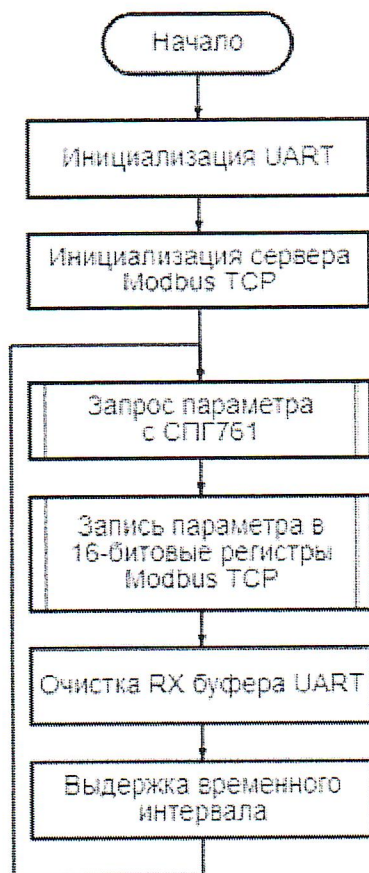 Начало
Инициализация UART
Инициализация сервера
Modbus TCP
Запрос параметра
с СПГ761
Запись параметра в
16-битовые регистры
Modbus TCP
Очистка RX буфера UART
Выдержка временного
интервала